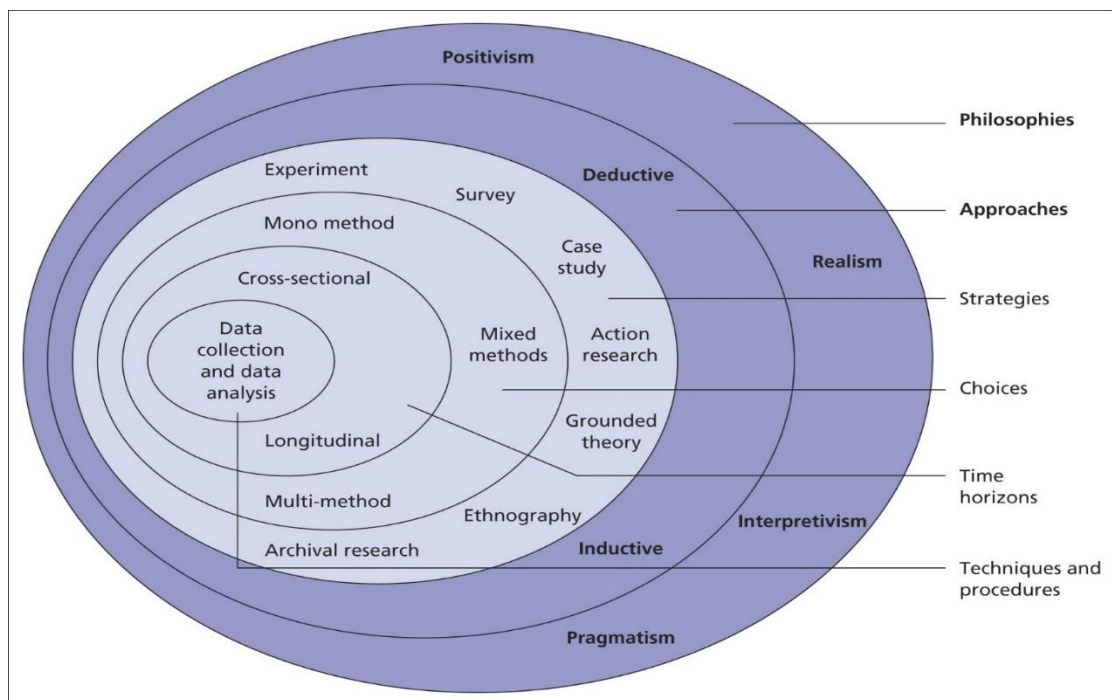 Positivism
Philosophies
Experiment
Deductive
Survey
Approaches
Mono method
Case
study
Realism
Cross-sectional
Strategies
Data
collection
and data
analysis
Mixed
methods
Action
research
Choices
Longitudinal
Grounded
theory
Time
horizons
Multi-method
Ethnography
Interpretivism
Archival research
Inductive
Techniques and
procedures
Pragmatism